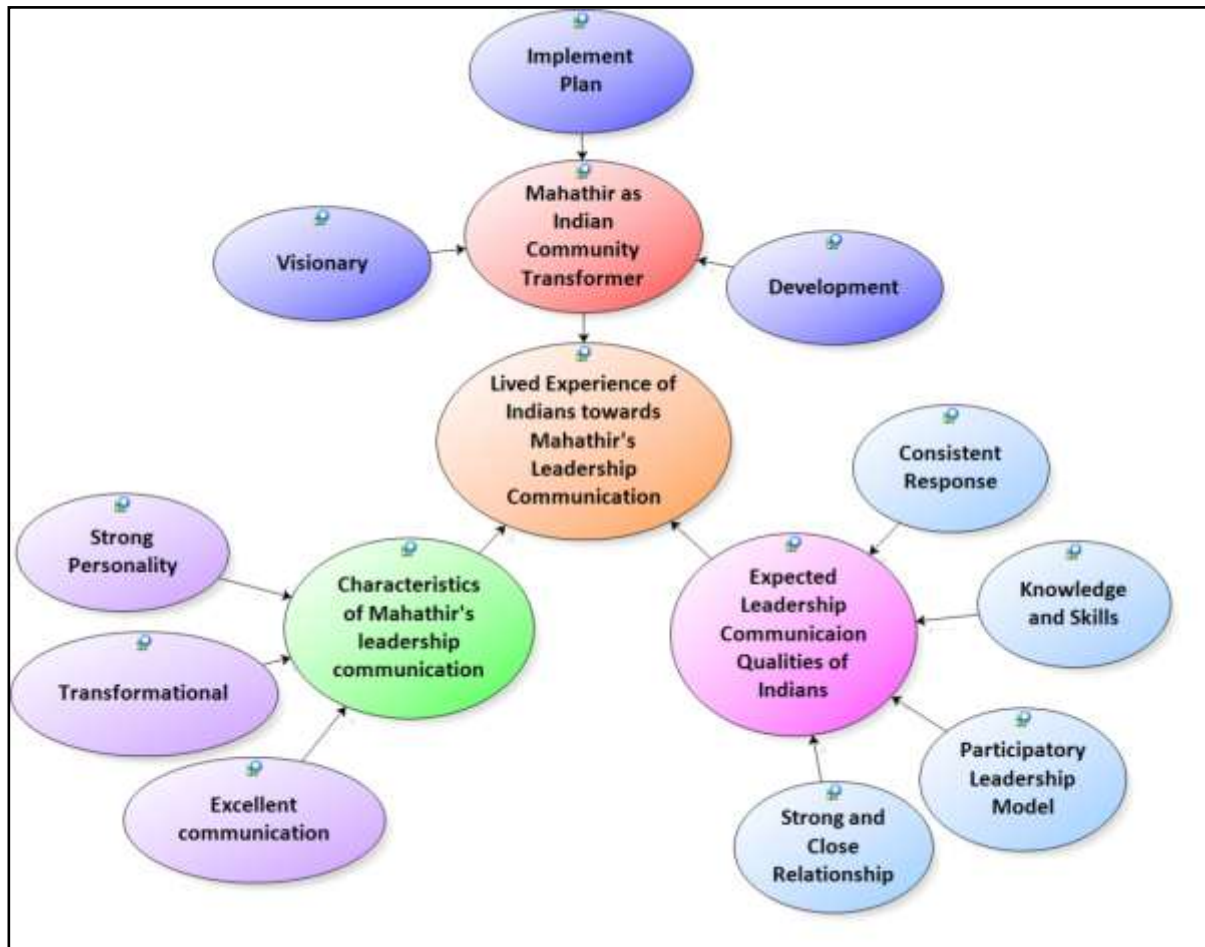 Implement
Plan
Mahathir as
Indian
Community
Transformer
Visionary
Development
Lived Experience of
Indians towards
Mahathir's
Leadership
Communication
Consistent
Response
Strong
Personality
Characteristics
of Mahathir's
leadership
communication
Expected
Leadership
Communicaion
Qualities of
Indians
Knowledge
and Skills
Transformational
Participatory
Leadership
Model
Excellent
communication
Strong and
Close
Relationship